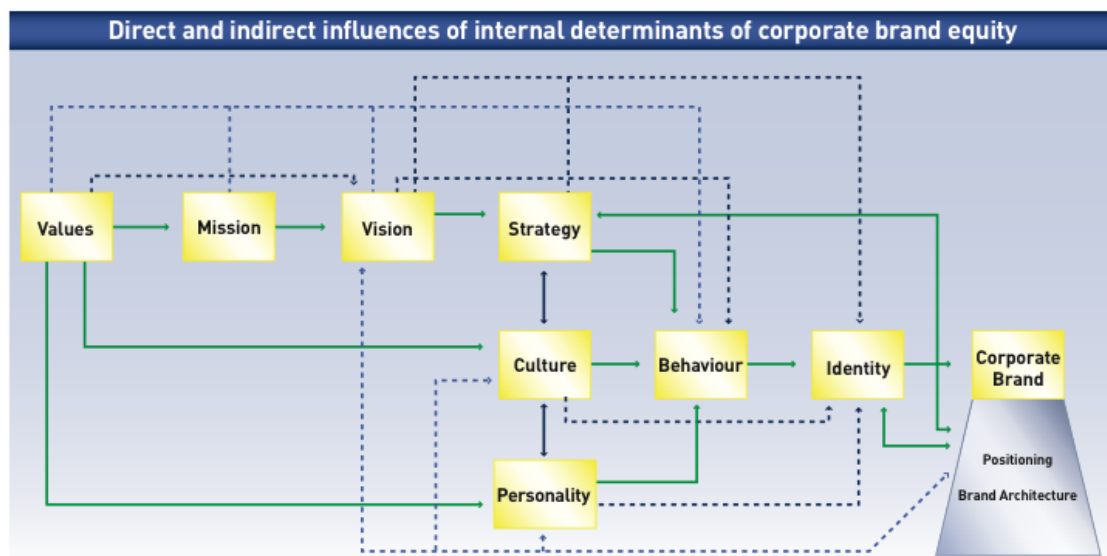 Direct and indirect influences of internal determinants of corporate brand equity
Values
Mission
Vision
Strategy
Culture
Behaviour
Identity
Corporate
Brand
Personality
Positioning
Brand Architecture